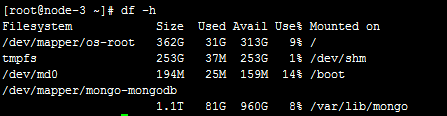 [root@node-3 ~]# df -h
Filesystem Size Used Avail Use% Mounted on
/dev/mapper/os-root 362G 31G 313G 9% /
tmpfs 253G 37M 253G 1% /dev/shm
/dev/md0 194M 25M 159M 14% /boot
/dev/mapper/mongo-mongodb
1.1T 81G 960G 8% /var/lib/mongo